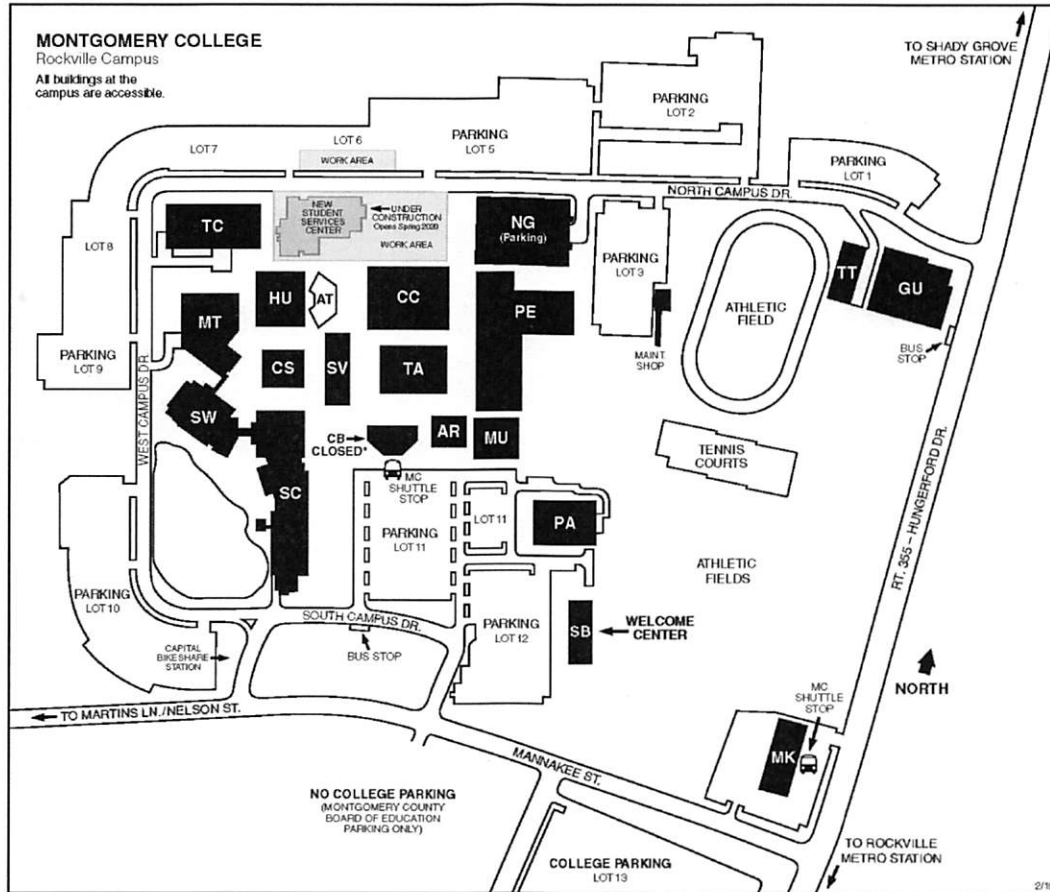 MONTGOMERY COLLEGE
Rockville Campus
All buildings at the
campus are accessible.
TO SHADY GROVE
METRO STATION
PARKING
LOT 2
LOT 6
PARKING
LOT 5
LOT 7
WORK AREA
PARKING
LOT 1
NORTH CAMPUS DR.
NEW
STUDENT
SERVICES
CENTER
UNDER
CONSTRUCTION
WORK AREA
TC
NG
(Parking)
LOT 8
PARKING
LOT 3
TT
GU
HU
AT
CC
PE
ATHLETIC
FIELD
MT
MAINT.
SHOP
BUS
STOP
PARKING
LOT 9
CS
SV
TA
WEST CAMPUS DR.
SW
CB
CLOSED*
AR
MU
TENNIS
COURTS
MC
SHUTTLE
STOP
SC
LOT 11
PA
PARKING
LOT 11
RT. 355 – HUNGERFORD DR.
ATHLETIC
FIELDS
PARKING
LOT 10
SOUTH CAMPUS DR.
PARKING
LOT 12
SB
WELCOME
CENTER
CAPITAL
BIKESHARE
STATION
BUS STOP
NORTH
MC
SHUTTLE
STOP
TO MARTINS LN./NELSON ST.
MK
MANNAKEE ST.
NO COLLEGE PARKING
(MONTGOMERY COUNTY
BOARD OF EDUCATION
PARKING ONLY)
TO ROCKVILLE
METRO STATION
COLLEGE PARKING
LOT 13